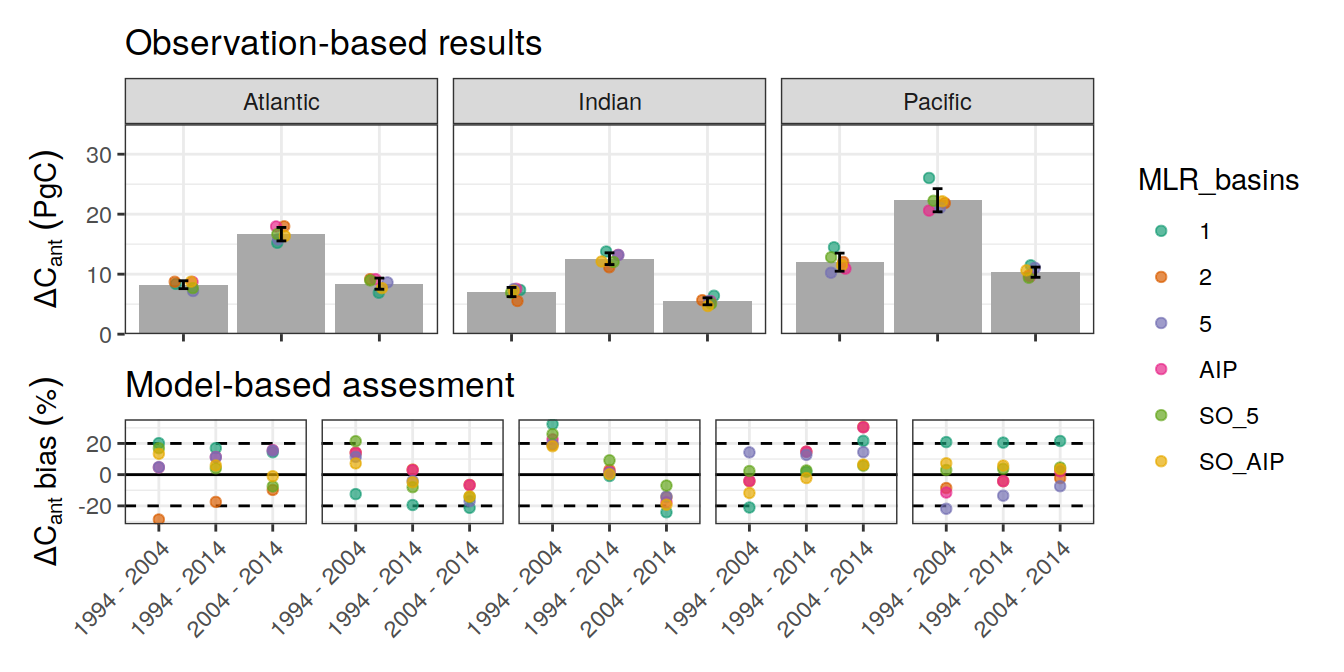 Observation-based results
Atlantic
Indian
Pacific
ΔCant (PgC)
30
20
10
0
Model-based assesment
ΔCant bias (%)
20
0
-20
1994 - 2004
1994 - 2014
2004 - 2014
1994 - 2004
1994 - 2014
2004 - 2014
1994 - 2004
1994 - 2014
2004 - 2014
1994 - 2004
1994 - 2014
2004 - 2014
1994 - 2004
1994 - 2014
2004 - 2014
MLR_basins
1
2
5
AIP
SO_5
SO_AIP